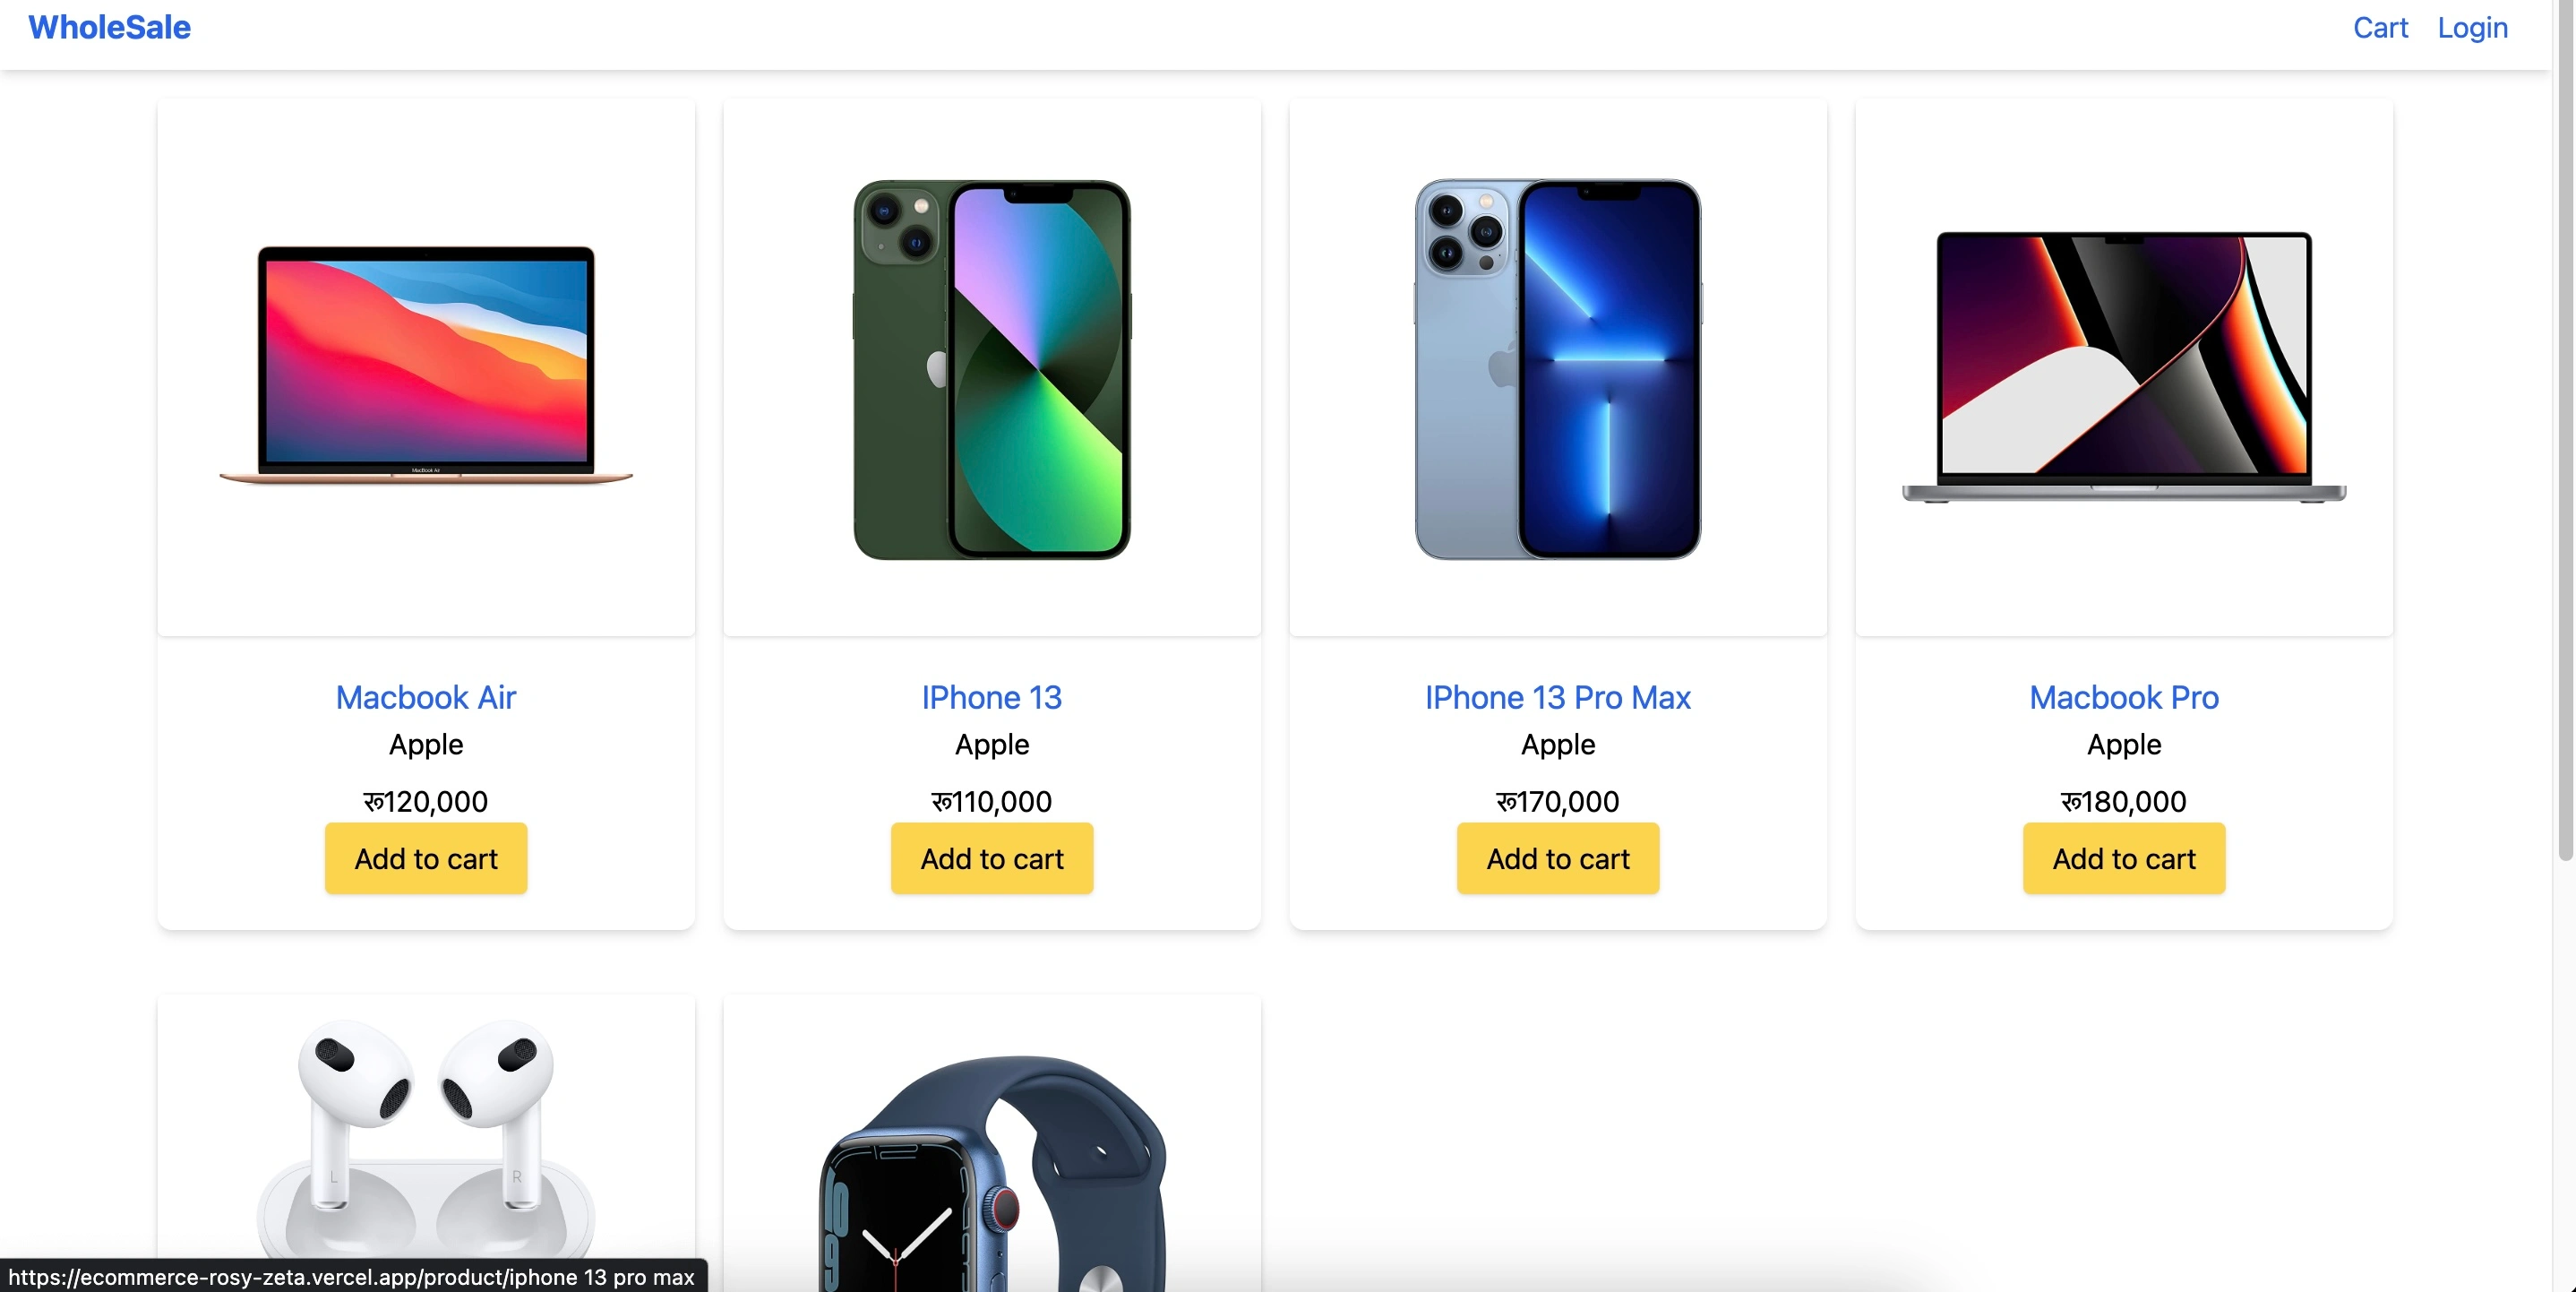 WholeSale
Cart Login
MacBook Air
Macbook Air
Apple
रू120,000
Add to cart
IPhone 13
Apple
रू110,000
Add to cart
IPhone 13 Pro Max
Apple
रू170,000
Add to cart
Macbook Pro
Apple
रू180,000
Add to cart
L
R
https://ecommerce-rosy-zeta.vercel.app/product/iphone 13 pro max